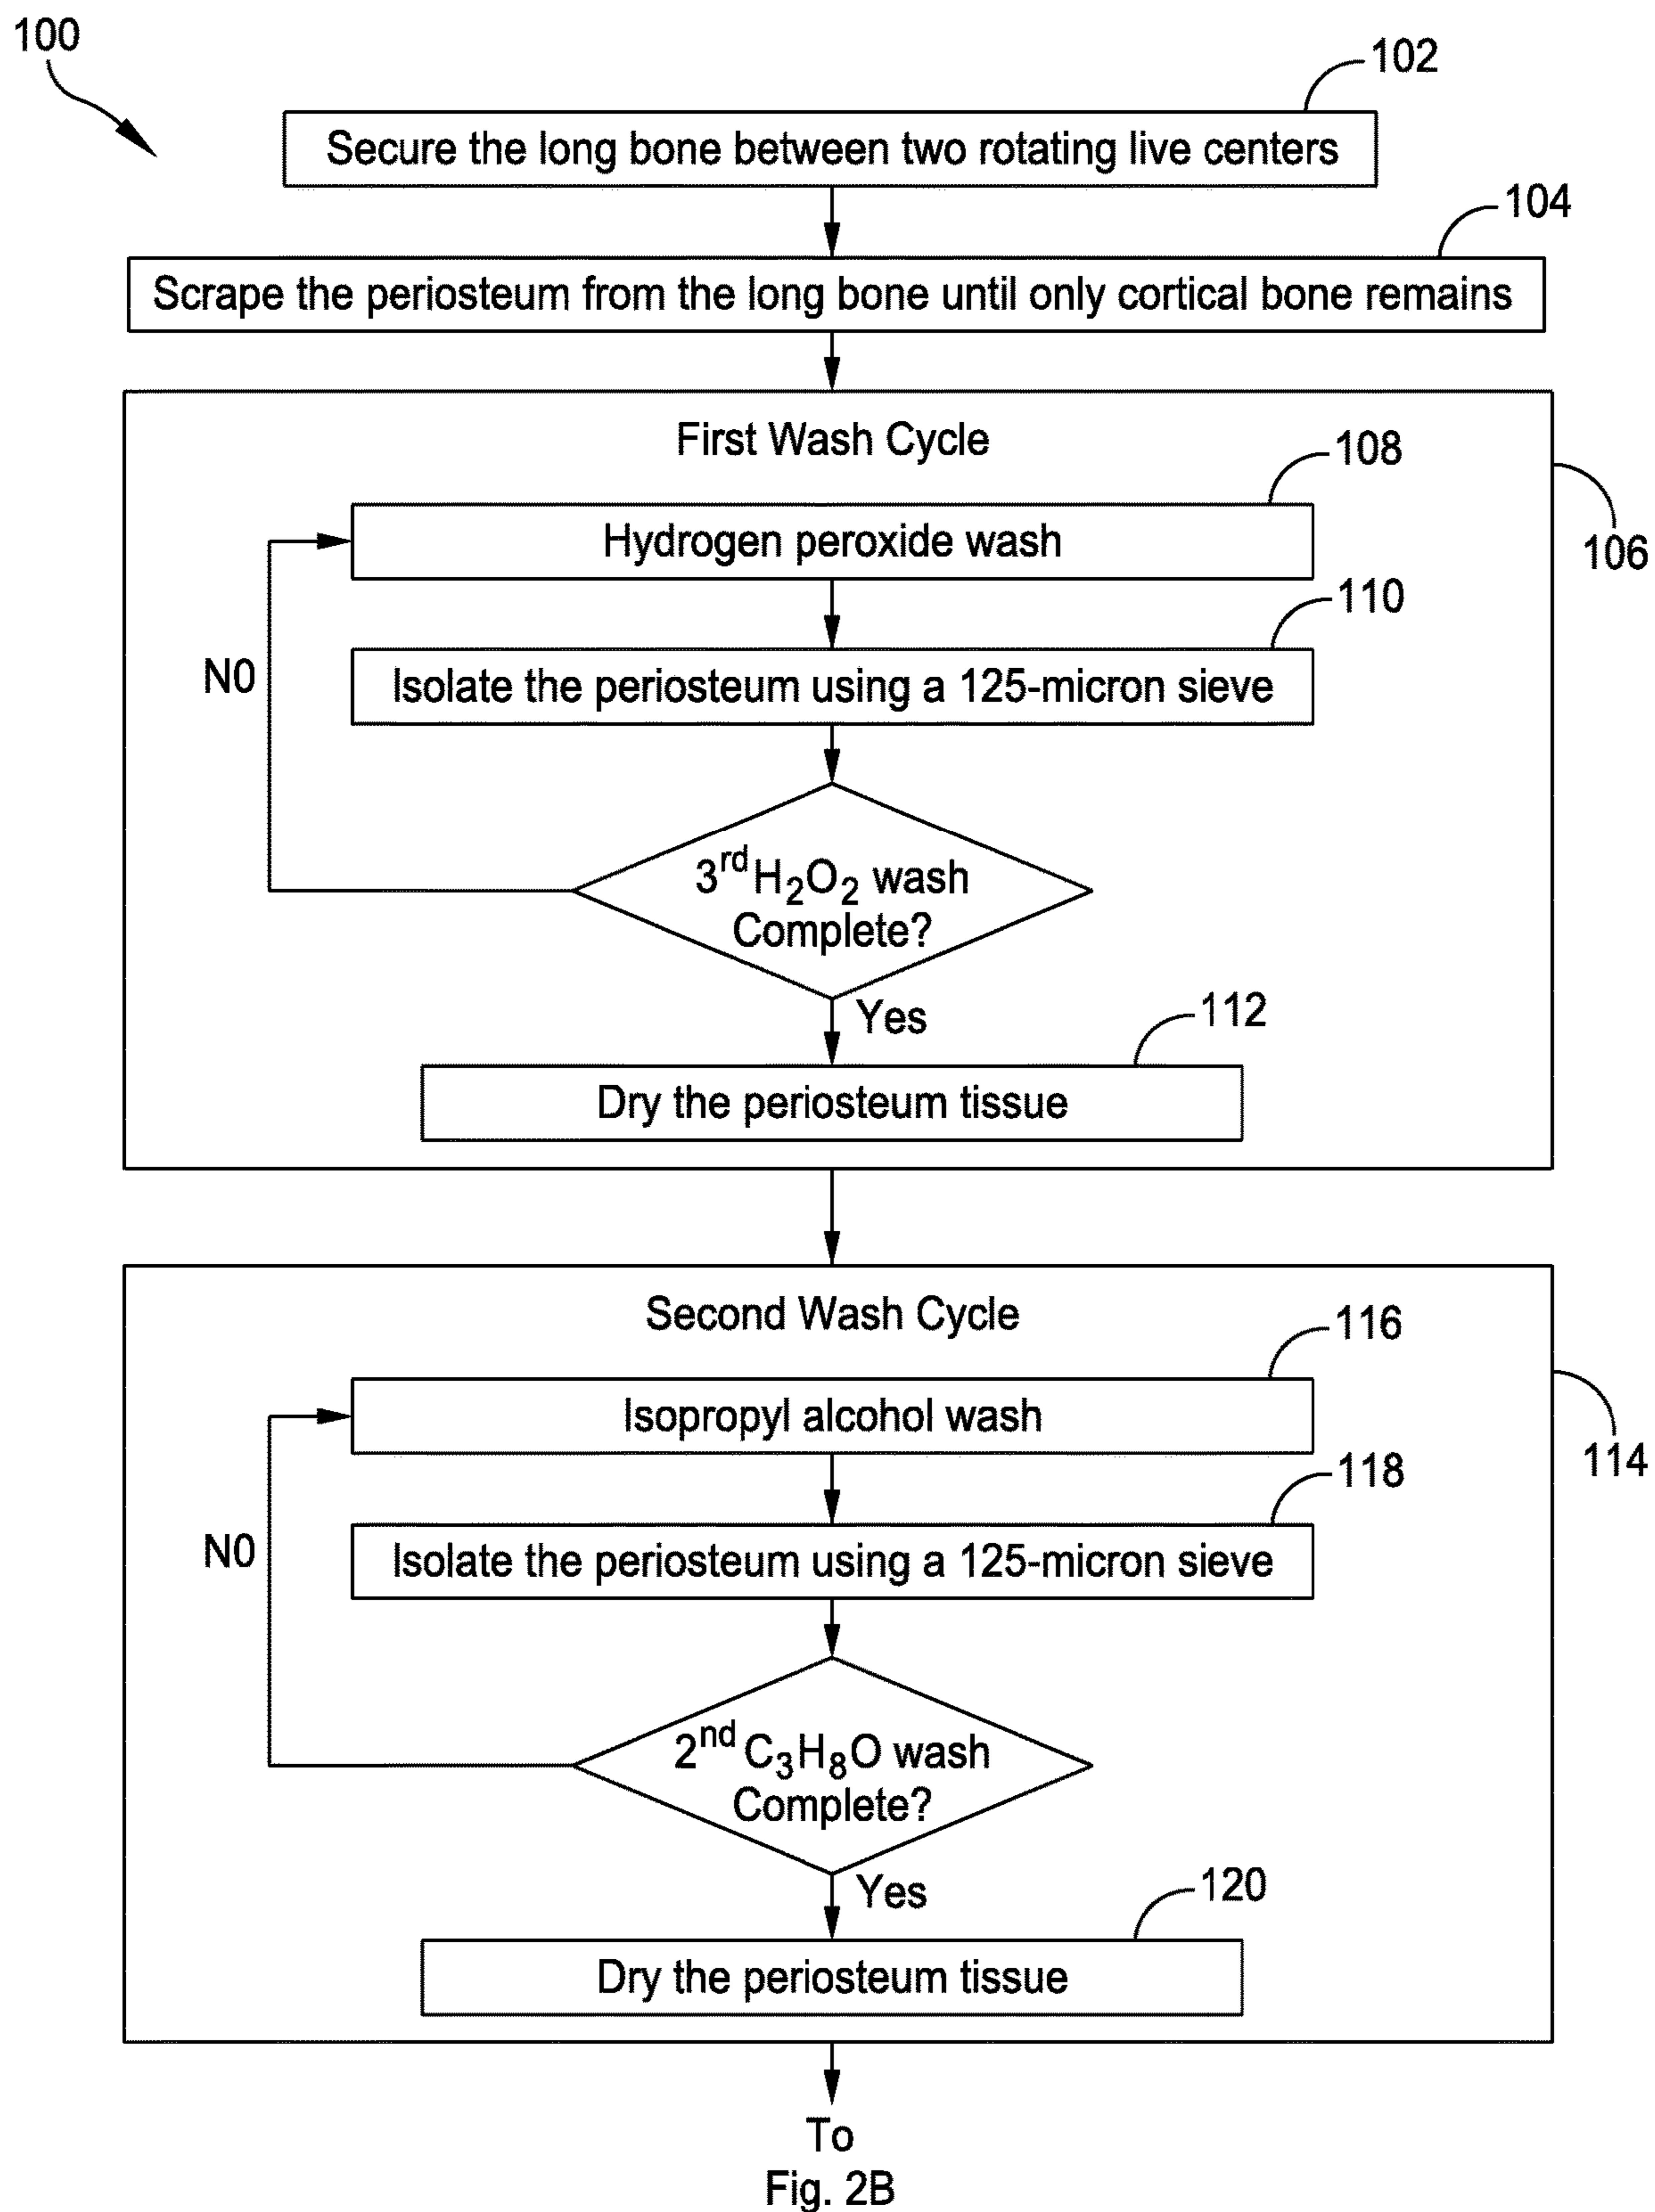 100
102
Secure the long bone between two rotating live centers
104
Scrape the periosteum from the long bone until only cortical bone remains
First Wash Cycle
108
Hydrogen peroxide wash
106
110
N0
Isolate the periosteum using a 125-micron sieve
3rd H2O2 wash
Complete?
Yes
112
Dry the periosteum tissue
Second Wash Cycle
116
Isopropyl alcohol wash
114
118
N0
Isolate the periosteum using a 125-micron sieve
2nd C3H8O wash
Complete?
Yes
120
Dry the periosteum tissue
To
Fig. 2B